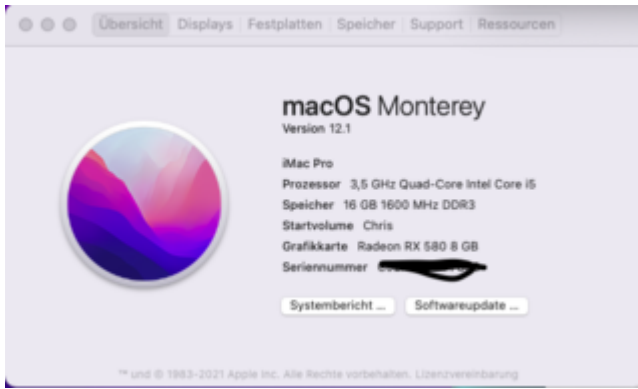 Übersicht Displays Festplatten Speicher Support Ressourcen
macOS Monterey
Version 12.1
iMac Pro
Prozessor 3,5 GHz Quad-Core Intel Core i5
Speicher 16 GB 1600 MHz DDR3
Startvolume Chris
Grafikkarte Radeon RX 580 8 GB
Seriennummer
Systembericht ... Softwareupdate ...
™ und © 1983-2021 Apple Inc. Alle Rechte vorbehalten. Lizenzvereinbarung